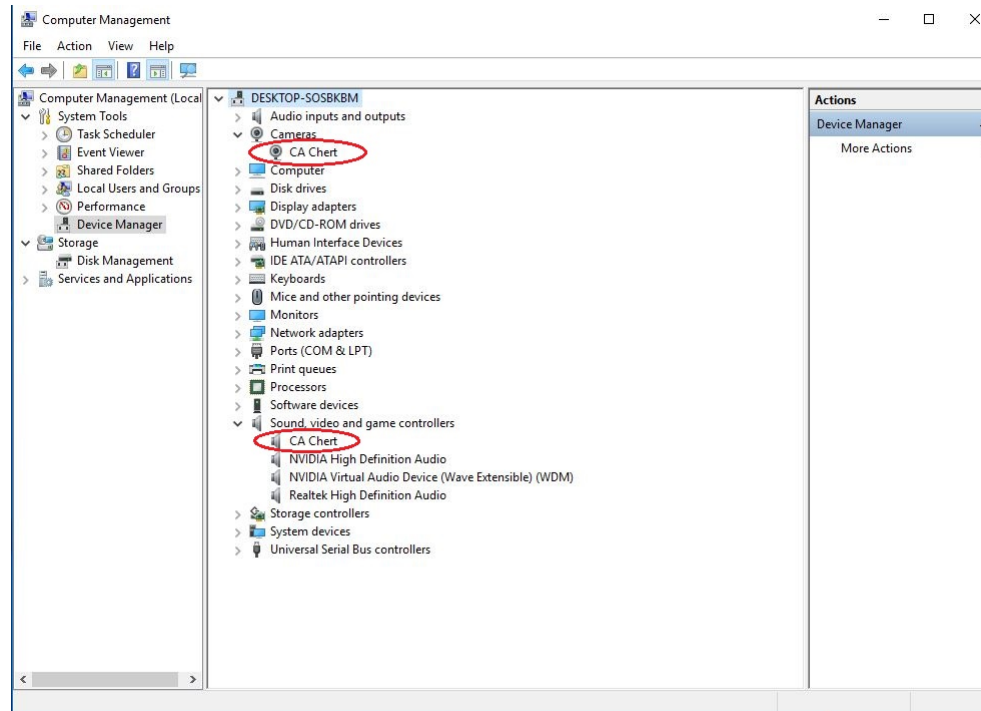 Computer Management
File Action View Help
Computer Management (Local
System Tools
Task Scheduler
Event Viewer
Shared Folders
Local Users and Groups
Performance
Device Manager
Storage
Disk Management
Services and Applications
DESKTOP-SOSBKBM
Audio inputs and outputs
Cameras
CA Chert
Computer
Disk drives
Display adapters
DVD/CD-ROM drives
Human Interface Devices
IDE ATA/ATAPI controllers
Keyboards
Mice and other pointing devices
Monitors
Network adapters
Ports (COM & LPT)
Print queues
Processors
Software devices
Sound, video and game controllers
CA Chert
NVIDIA High Definition Audio
NVIDIA Virtual Audio Device (Wave Extensible) (WDM)
Realtek High Definition Audio
Storage controllers
System devices
Universal Serial Bus controllers
Actions
Device Manager
More Actions